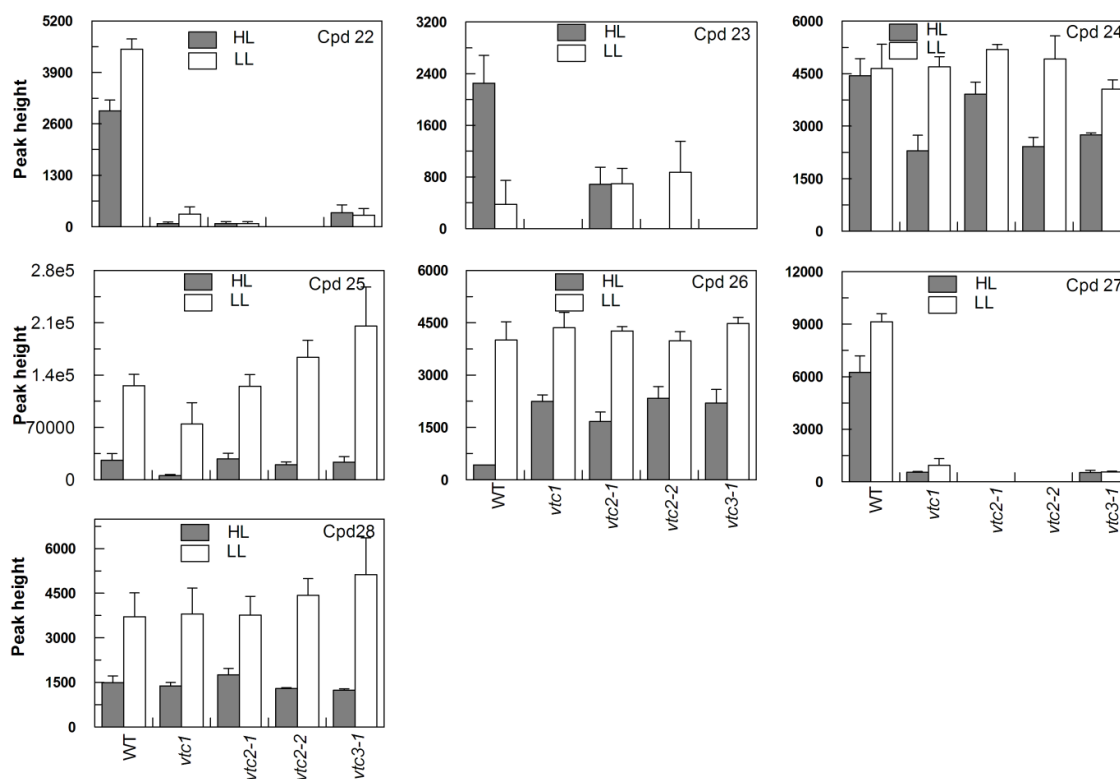 5200
3900
2600
1300
0
Peak height
HL
LL
Cpd 22
3200
2400
1600
800
0
HL
LL
Cpd 23
6000
4500
3000
1500
0
HL
LL
Cpd 24
2.8e5
2.1e5
1.4e5
70000
0
Peak height
HL
LL
Cpd 25
6000
4500
3000
1500
0
HL
LL
Cpd 26
WT
vtc1
vtc2-1
vtc2-2
vtc3-1
12000
9000
6000
3000
0
HL
LL
Cpd 27
WT
vtc1
vtc2-1
vtc2-2
vtc3-1
6000
4500
3000
1500
0
Peak height
HL
LL
Cpd28
WT
vtc1
vtc2-1
vtc2-2
vtc3-1